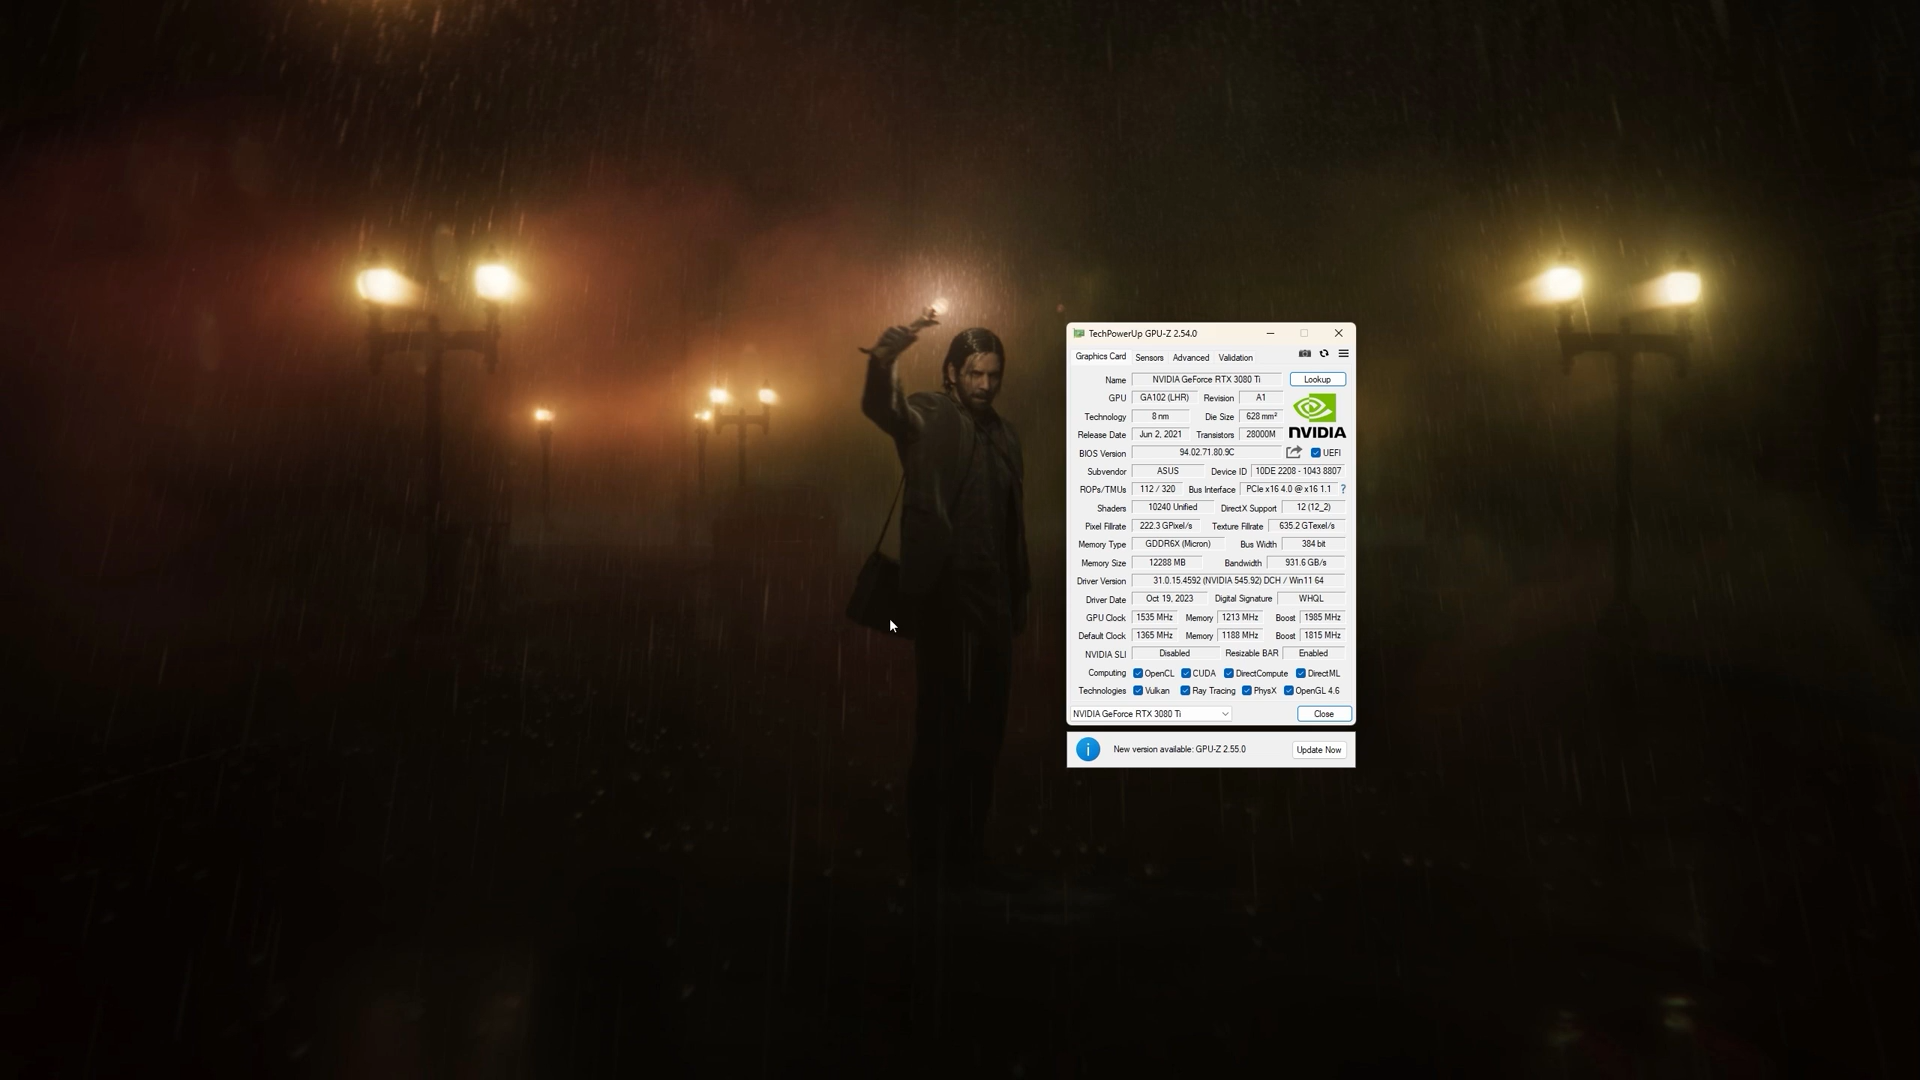 TechPowerUp GPU-Z 2.54.0
Graphics Card Sensors Advanced Validation
Name NVIDIA GeForce RTX 3080 Ti Lookup
GPU GA102 (LHR) Revision A1
Technology 8 nm Die Size 628 mm²
Release Date Jun 2, 2021 Transistors 28000M
NVIDIA
BIOS Version 94.02.71.80.9C UEFI
Subvendor ASUS Device ID 10DE 2208 - 1043 8807
ROPs/TMUs 112 / 320 Bus Interface PCIe x16 4.0 @ x16 1.1 ?
Shaders 10240 Unified DirectX Support 12 (12_2)
Pixel Fillrate 222.3 GPixel/s Texture Fillrate 635.2 GTexel/s
Memory Type GDDR6X (Micron) Bus Width 384 bit
Memory Size 12288 MB Bandwidth 931.6 GB/s
Driver Version 31.0.15.4592 (NVIDIA 545.92) DCH / Win11 64
Driver Date Oct 19, 2023 Digital Signature WHQL
GPU Clock 1535 MHz Memory 1213 MHz Boost 1985 MHz
Default Clock 1365 MHz Memory 1188 MHz Boost 1815 MHz
NVIDIA SLI Disabled Resizable BAR Enabled
Computing OpenCL CUDA DirectCompute DirectML
Technologies Vulkan Ray Tracing PhysX OpenGL 4.6
NVIDIA GeForce RTX 3080 Ti Close
New version available: GPU-Z 2.55.0 Update Now